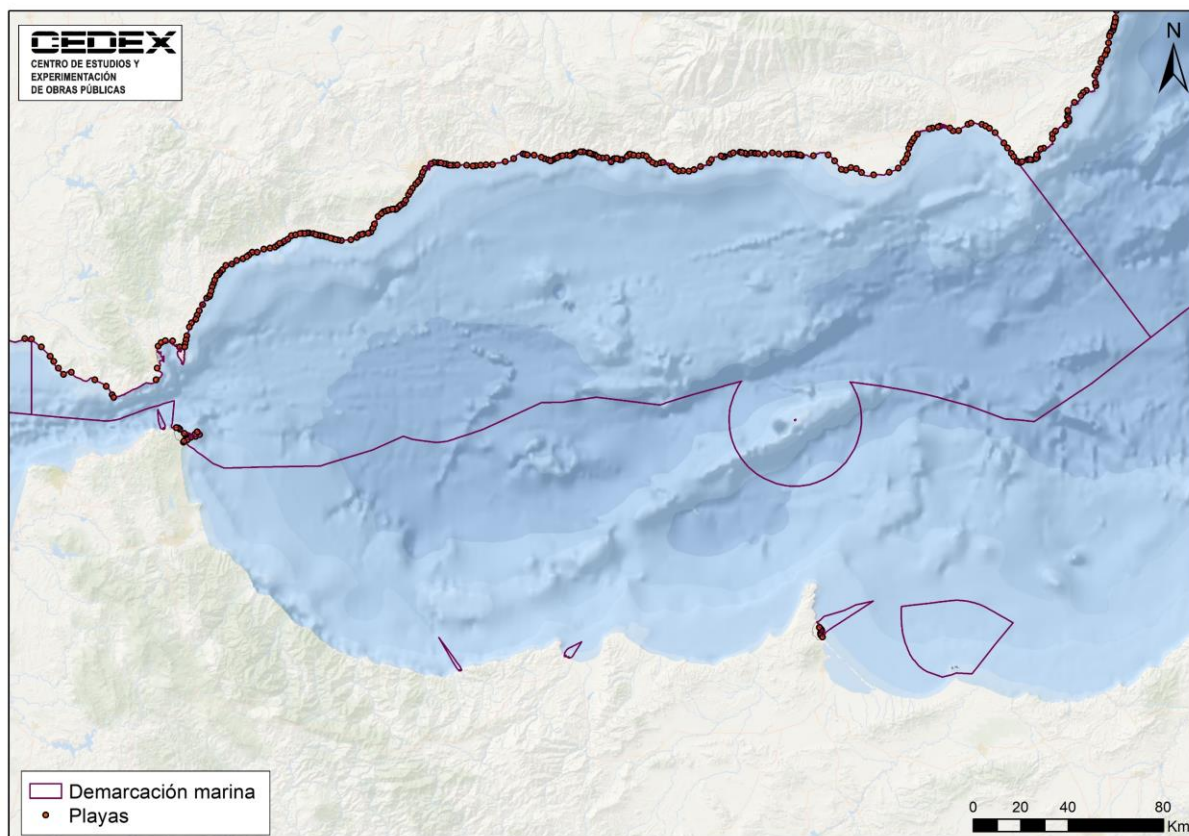 CEDEX
CENTRO DE ESTUDIOS Y
EXPERIMENTACIÓN
DE OBRAS PÚBLICAS
N
Demarcación marina
Playas
0 20 40 80
Km